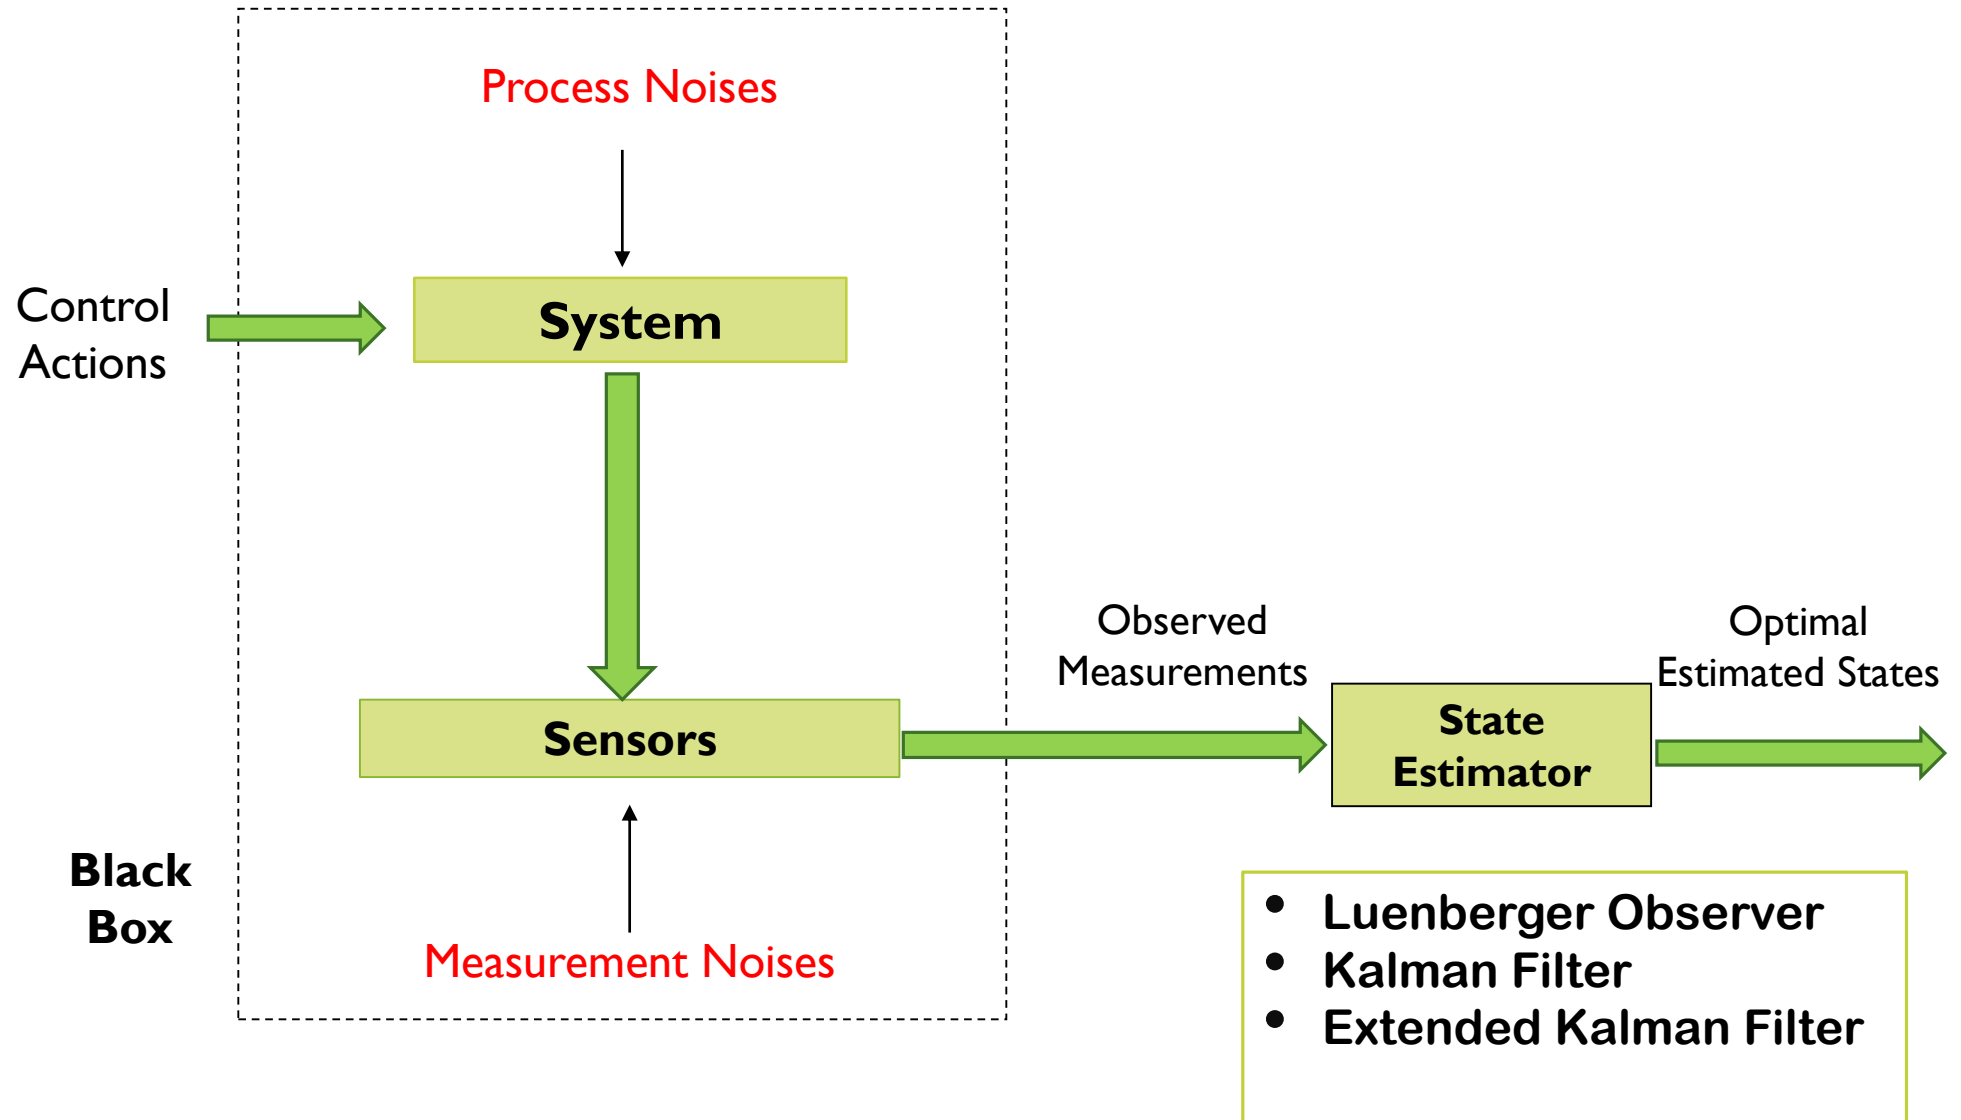 Process Noises
Control
Actions
System
Observed
Measurements
Optimal
Estimated States
Sensors
State
Estimator
Black
Box
Measurement Noises
• Luenberger Observer
• Kalman Filter
• Extended Kalman Filter